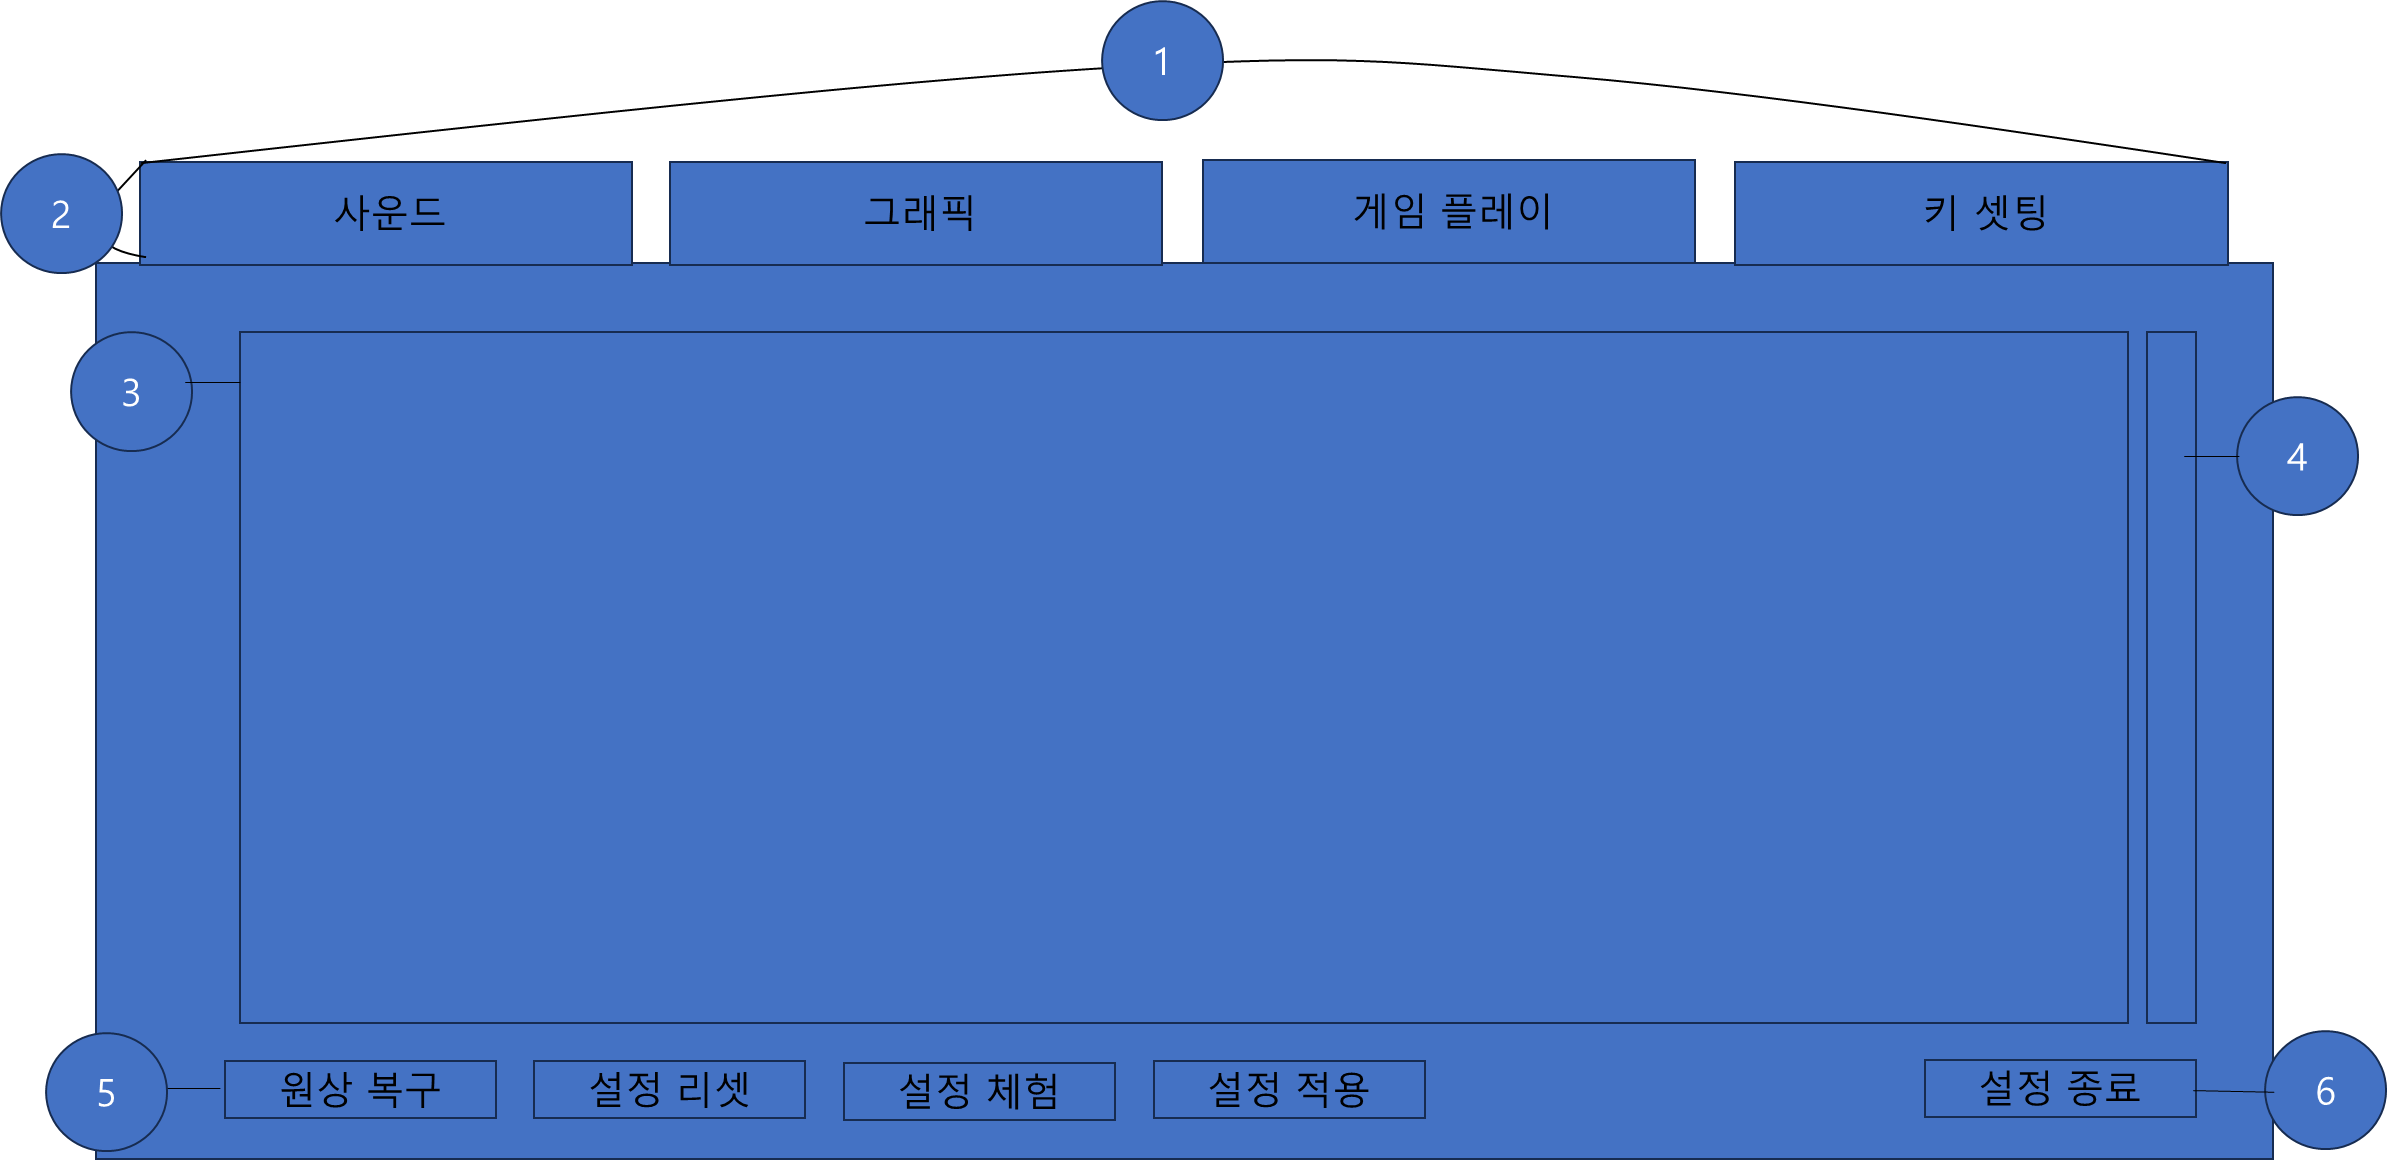 1
2
사운드
그래픽
게임 플레이
키 셋팅
3
4
5
원상 복구
설정 리셋
설정 체험
설정 적용
설정 종료
6